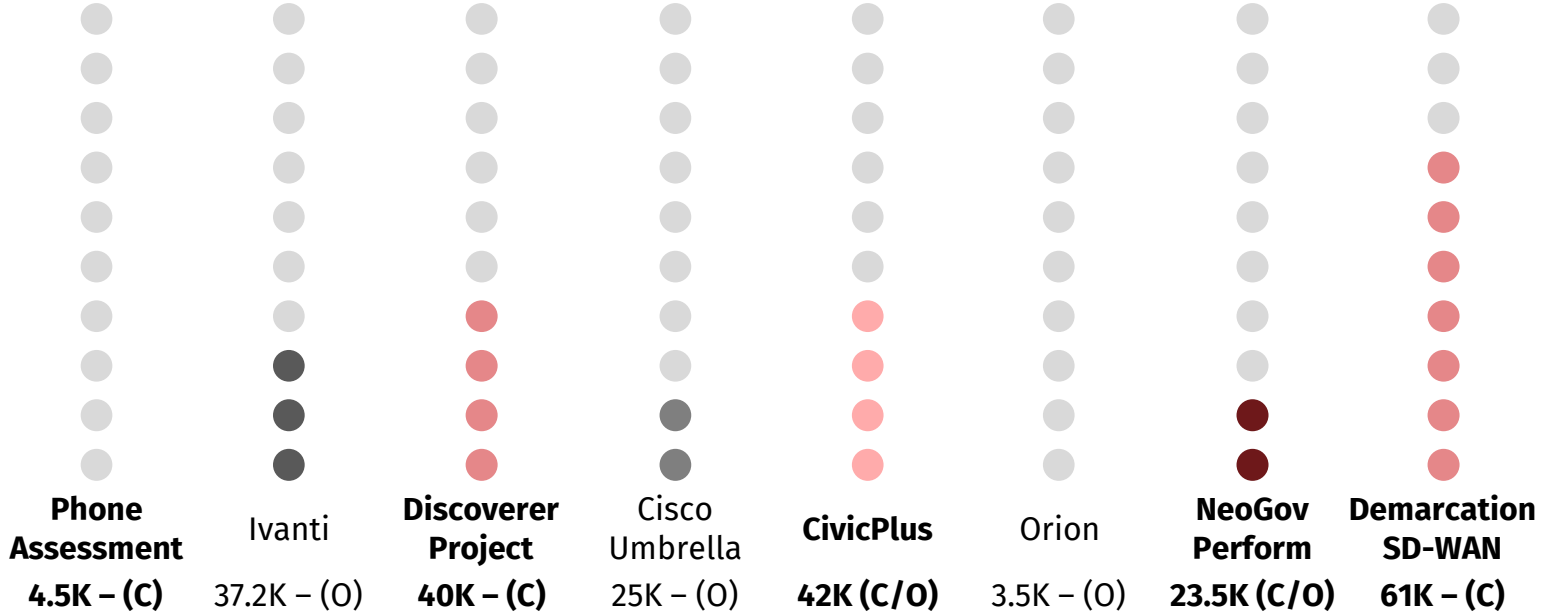 Phone
Assessment
4.5K – (C)
Ivanti
37.2K – (O)
Discoverer
Project
40K – (C)
Cisco
Umbrella
25K – (O)
CivicPlus
42K (C/O)
Orion
3.5K – (O)
NeoGov
Perform
23.5K (C/O)
Demarcation
SD-WAN
61K – (C)